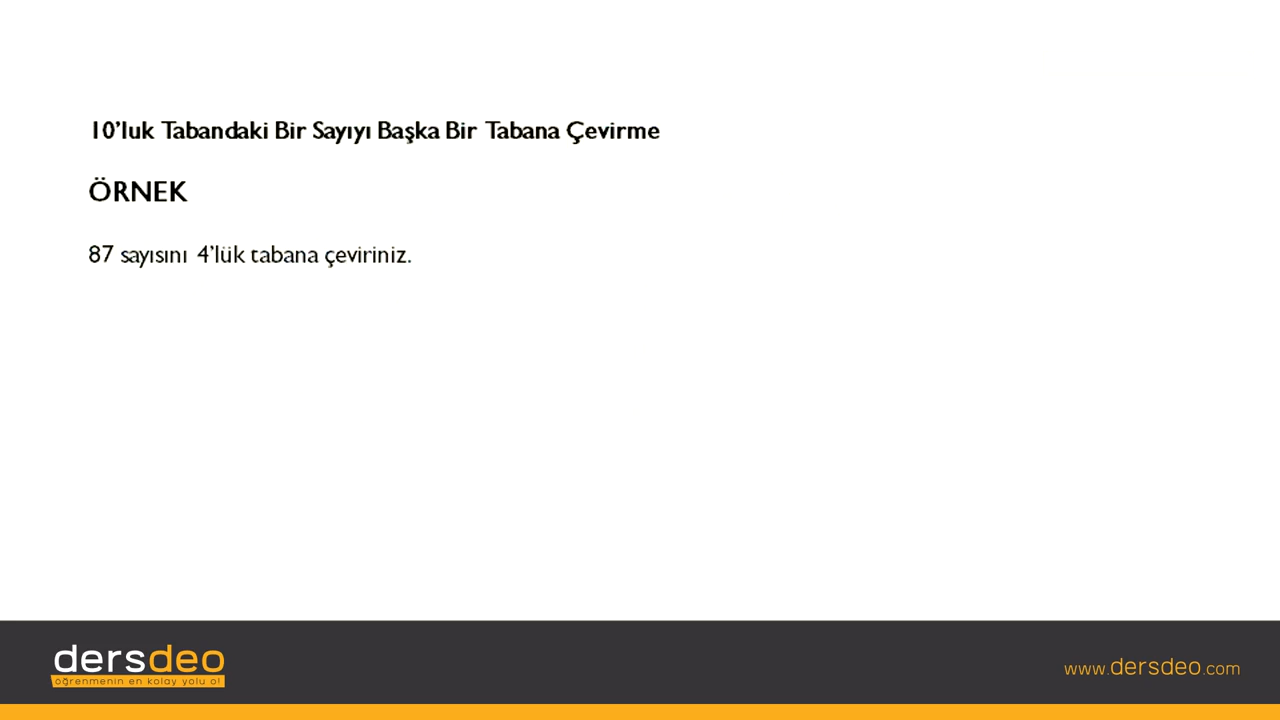 10’luk Tabandaki Bir Sayıyı Başka Bir Tabana Çevirme
ÖRNEK
87 sayısını 4’lük tabana çeviriniz.
dersdeo
öğrenmenin en kolay yolu o!
www.dersdeo.com